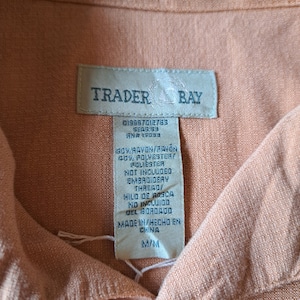 TRADER BAY
60% RAYON/RAYÓN
40% POLYESTER/
POLIESTER
NOT INCLUDED
EMBROIDERY
THREAD/
HILO DE ROSCA
NO INCLUIDO
DEL BORDADO
MADE IN/HECHO EN
CHINA
M/M